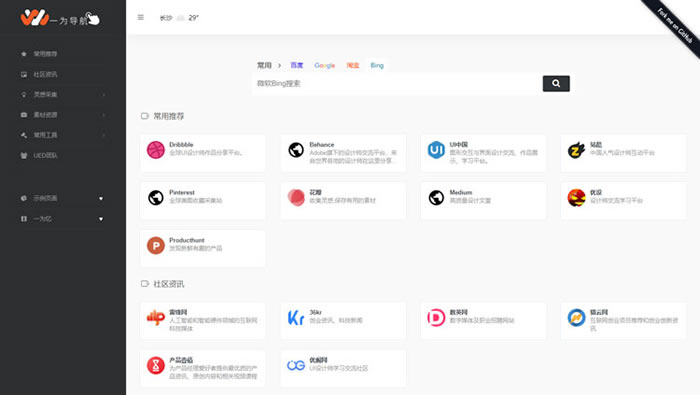 一为导航
常用推荐
社区资讯
灵感采集
素材资源
常用工具
UED团队
示例页面
一为忆
长沙 29°
Fork me on GitHub
常用 百度 Google 淘宝 Bing
微软Bing搜索
常用推荐
Dribbble
全球UI设计师作品分享平台。
Behance
Adobe旗下的设计师交流平台，来
自世界各地的设计师在这里分享...
UI中国
图形交互与界面设计交流、作品展
示、学习平台。
站酷
中国人气设计师互动平台
Pinterest
全球美图收藏采集站
花瓣
收集灵感,保存有用的素材
Medium
高质量设计文章
优设
设计师交流学习平台
Producthunt
发现新鲜有趣的产品
社区资讯
雷锋网
人工智能和智能硬件领域的互联网
科技媒体
36kr
创业资讯、科技新闻
数英网
数字媒体及职业招聘网站
猎云网
互联网创业项目推荐和创业创新资
讯
产品壹佰
为产品经理爱好者提供最优质的产
品资讯、原创内容和相关视频课程
优阁网
UI设计师学习交流社区